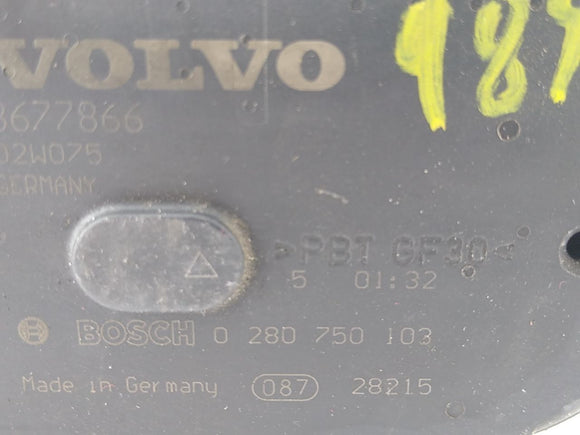 VOLVO
8677866
02W075
GERMANY
>PBT GF30<
5 01:32
BOSCH 0 280 750 103
Made in Germany 087 28215